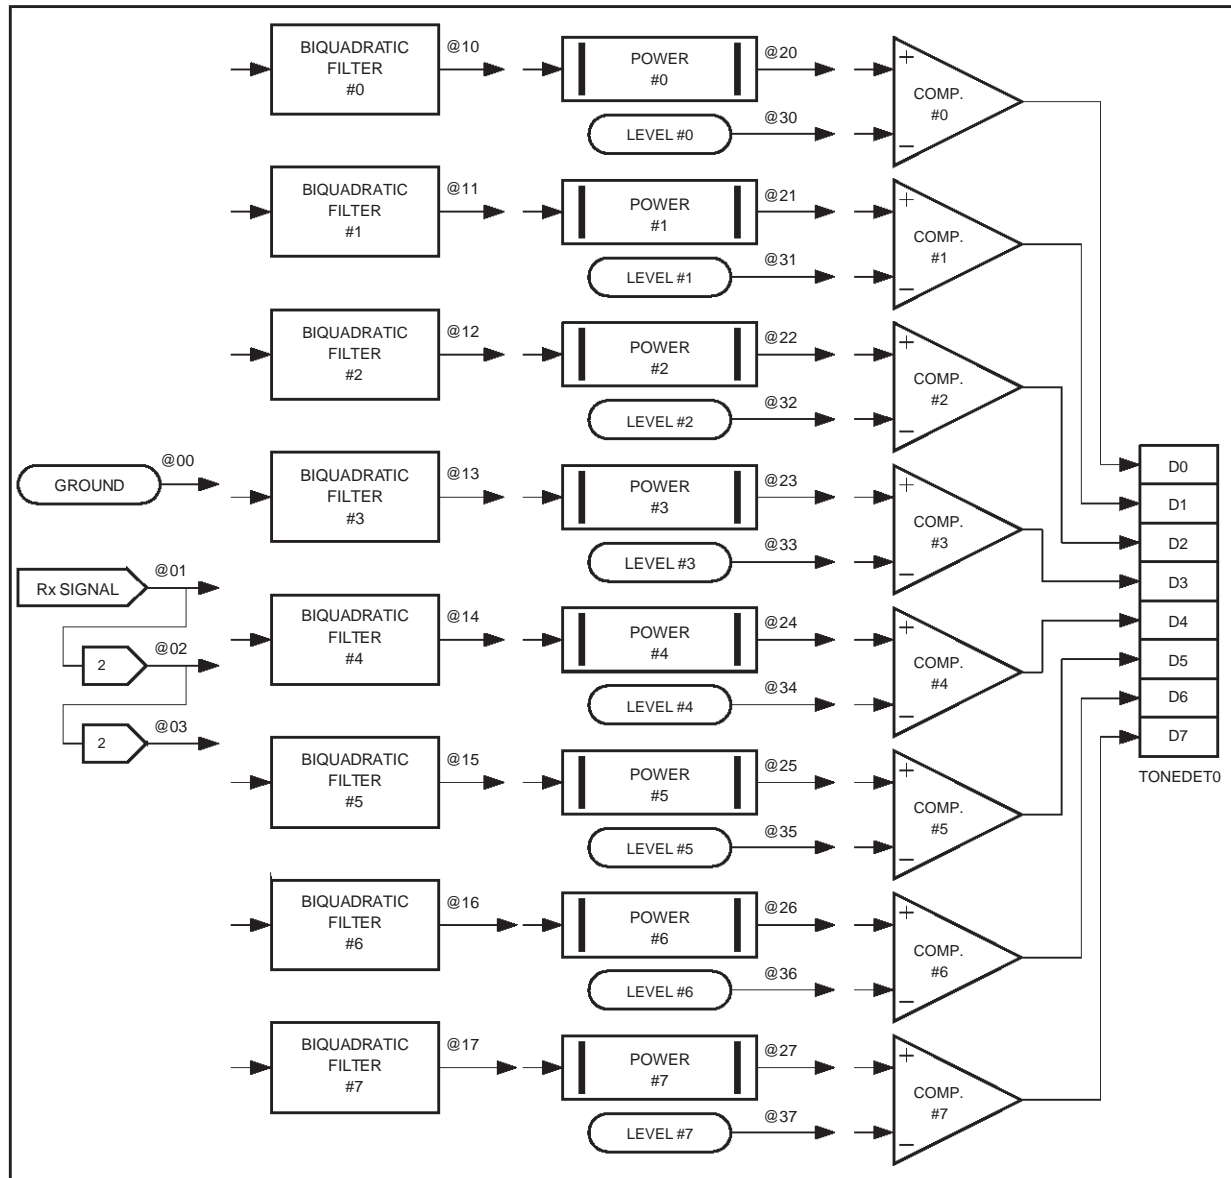 BIQUADRATIC
FILTER
#0
@10
POWER
#0
@20
LEVEL #0
@30
+
−
COMP.
#0
BIQUADRATIC
FILTER
#1
@11
POWER
#1
@21
LEVEL #1
@31
+
−
COMP.
#1
BIQUADRATIC
FILTER
#2
@12
POWER
#2
@22
LEVEL #2
@32
+
−
COMP.
#2
GROUND
@00
BIQUADRATIC
FILTER
#3
@13
POWER
#3
@23
LEVEL #3
@33
+
−
COMP.
#3
Rx SIGNAL
@01
2
@02
2
@03
BIQUADRATIC
FILTER
#4
@14
POWER
#4
@24
LEVEL #4
@34
+
−
COMP.
#4
BIQUADRATIC
FILTER
#5
@15
POWER
#5
@25
LEVEL #5
@35
+
−
COMP.
#5
BIQUADRATIC
FILTER
#6
@16
POWER
#6
@26
LEVEL #6
@36
+
−
COMP.
#6
BIQUADRATIC
FILTER
#7
@17
POWER
#7
@27
LEVEL #7
@37
+
−
COMP.
#7
D0
D1
D2
D3
D4
D5
D6
D7
TONEDET0